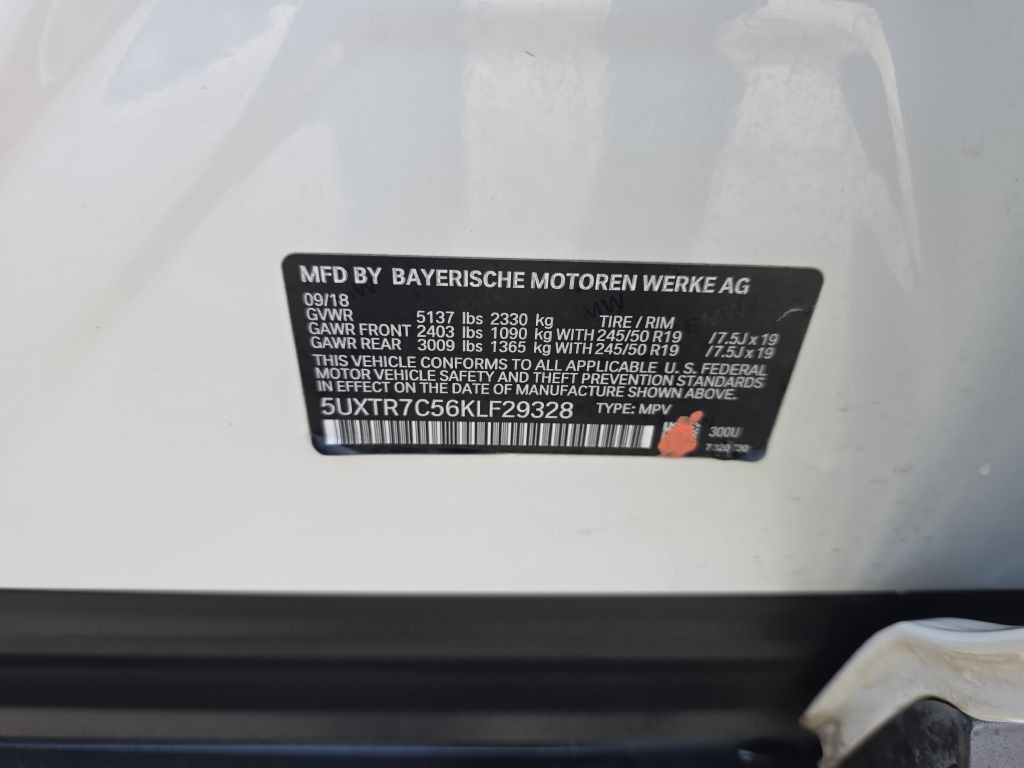 MFD BY BAYERISCHE MOTOREN WERKE AG
09/18
GVWR 5137 lbs 2330 kg TIRE / RIM
GAWR FRONT 2403 lbs 1090 kg WITH 245/50 R19 /7.5J x 19
GAWR REAR 3009 lbs 1365 kg WITH 245/50 R19 /7.5J x 19
THIS VEHICLE CONFORMS TO ALL APPLICABLE U.S. FEDERAL
MOTOR VEHICLE SAFETY AND THEFT PREVENTION STANDARDS
IN EFFECT ON THE DATE OF MANUFACTURE SHOWN ABOVE.
5UXTR7C56KLF29328 TYPE: MPV
300U